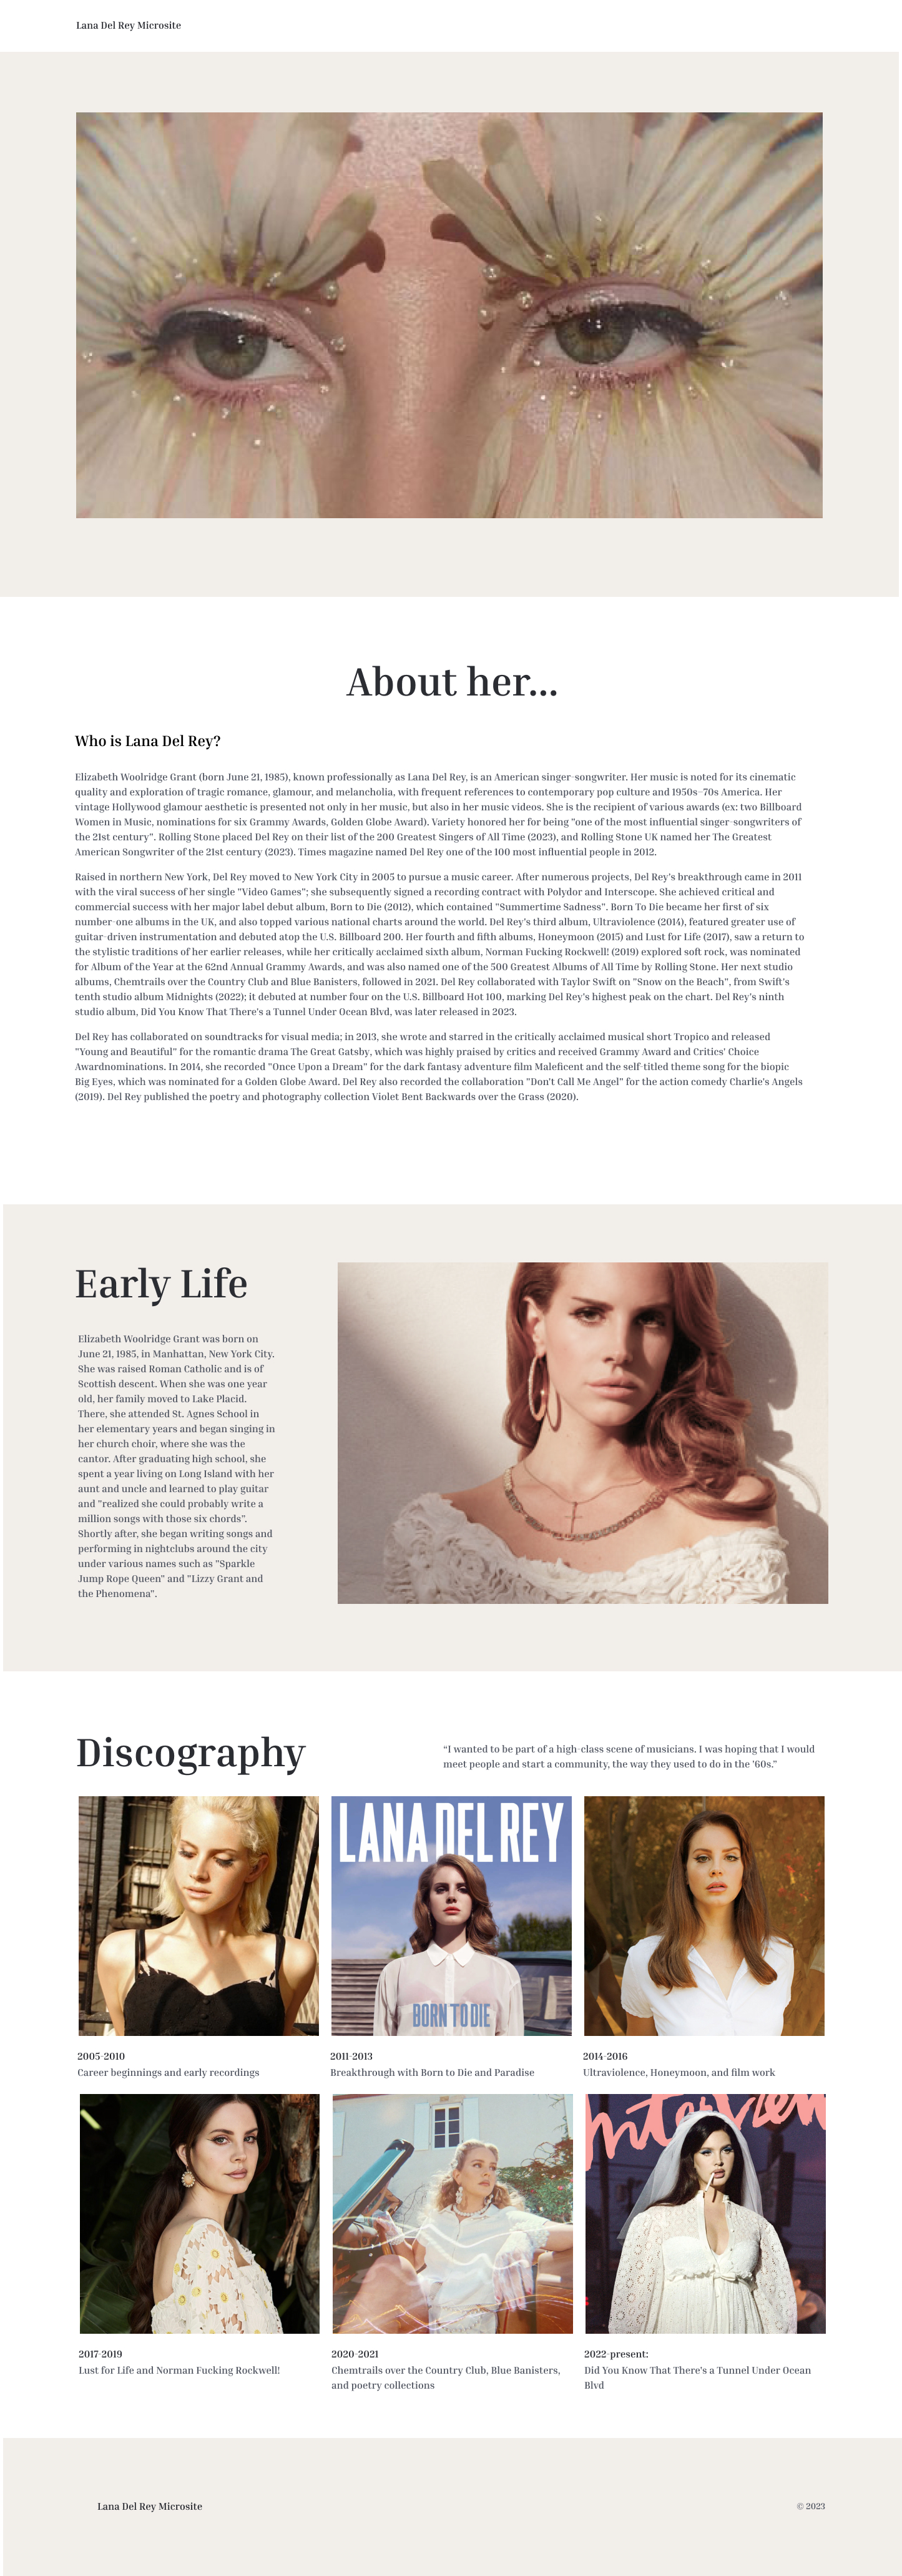 Lana Del Rey Microsite
About her...
Who is Lana Del Rey?
Elizabeth Woolridge Grant (born June 21, 1985), known professionally as Lana Del Rey, is an American singer-songwriter. Her music is noted for its cinematic
quality and exploration of tragic romance, glamour, and melancholia, with frequent references to contemporary pop culture and 1950s–70s America. Her
vintage Hollywood glamour aesthetic is presented not only in her music, but also in her music videos. She is the recipient of various awards (ex: two Billboard
Women in Music, nominations for six Grammy Awards, Golden Globe Award). Variety honored her for being "one of the most influential singer-songwriters of
the 21st century". Rolling Stone placed Del Rey on their list of the 200 Greatest Singers of All Time (2023), and Rolling Stone UK named her The Greatest
American Songwriter of the 21st century (2023). Times magazine named Del Rey one of the 100 most influential people in 2012.
Raised in northern New York, Del Rey moved to New York City in 2005 to pursue a music career. After numerous projects, Del Rey's breakthrough came in 2011
with the viral success of her single "Video Games"; she subsequently signed a recording contract with Polydor and Interscope. She achieved critical and
commercial success with her major label debut album, Born to Die (2012), which contained "Summertime Sadness". Born To Die became her first of six
number-one albums in the UK, and also topped various national charts around the world. Del Rey's third album, Ultraviolence (2014), featured greater use of
guitar-driven instrumentation and debuted atop the U.S. Billboard 200. Her fourth and fifth albums, Honeymoon (2015) and Lust for Life (2017), saw a return to
the stylistic traditions of her earlier releases, while her critically acclaimed sixth album, Norman Fucking Rockwell! (2019) explored soft rock, was nominated
for Album of the Year at the 62nd Annual Grammy Awards, and was also named one of the 500 Greatest Albums of All Time by Rolling Stone. Her next studio
albums, Chemtrails over the Country Club and Blue Banisters, followed in 2021. Del Rey collaborated with Taylor Swift on "Snow on the Beach", from Swift's
tenth studio album Midnights (2022); it debuted at number four on the U.S. Billboard Hot 100, marking Del Rey's highest peak on the chart. Del Rey's ninth
studio album, Did You Know That There's a Tunnel Under Ocean Blvd, was later released in 2023.
Del Rey has collaborated on soundtracks for visual media; in 2013, she wrote and starred in the critically acclaimed musical short Tropico and released
"Young and Beautiful" for the romantic drama The Great Gatsby, which was highly praised by critics and received Grammy Award and Critics' Choice
Awardnominations. In 2014, she recorded "Once Upon a Dream" for the dark fantasy adventure film Maleficent and the self-titled theme song for the biopic
Big Eyes, which was nominated for a Golden Globe Award. Del Rey also recorded the collaboration "Don't Call Me Angel" for the action comedy Charlie's Angels
(2019). Del Rey published the poetry and photography collection Violet Bent Backwards over the Grass (2020).
Early Life
Elizabeth Woolridge Grant was born on
June 21, 1985, in Manhattan, New York City.
She was raised Roman Catholic and is of
Scottish descent. When she was one year
old, her family moved to Lake Placid.
There, she attended St. Agnes School in
her elementary years and began singing in
her church choir, where she was the
cantor. After graduating high school, she
spent a year living on Long Island with her
aunt and uncle and learned to play guitar
and "realized she could probably write a
million songs with those six chords".
Shortly after, she began writing songs and
performing in nightclubs around the city
under various names such as "Sparkle
Jump Rope Queen" and "Lizzy Grant and
the Phenomena".
Discography
“I wanted to be part of a high-class scene of musicians. I was hoping that I would
meet people and start a community, the way they used to do in the ’60s.”
LANA DEL REY
BORN TO DIE
2005-2010
Career beginnings and early recordings
2011-2013
Breakthrough with Born to Die and Paradise
2014-2016
Ultraviolence, Honeymoon, and film work
Interview
2017-2019
Lust for Life and Norman Fucking Rockwell!
2020-2021
Chemtrails over the Country Club, Blue Banisters,
and poetry collections
2022-present:
Did You Know That There's a Tunnel Under Ocean
Blvd
Lana Del Rey Microsite
© 2023